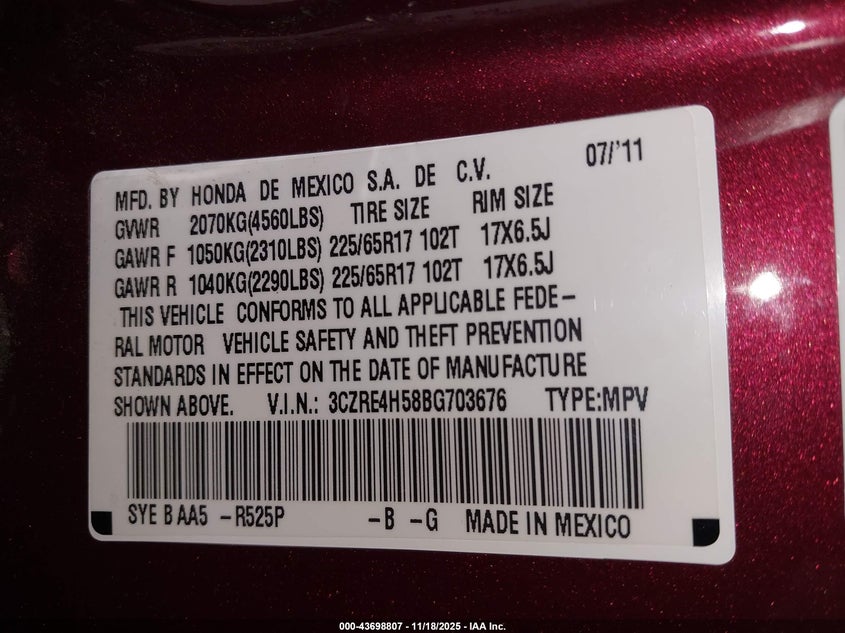 07/'11
MFD. BY HONDA DE MEXICO S.A. DE C.V.
GVWR 2070KG(4560LBS) TIRE SIZE RIM SIZE
GAWR F 1050KG(2310LBS) 225/65R17 102T 17X6.5J
GAWR R 1040KG(2290LBS) 225/65R17 102T 17X6.5J
THIS VEHICLE CONFORMS TO ALL APPLICABLE FEDE-
RAL MOTOR VEHICLE SAFETY AND THEFT PREVENTION
STANDARDS IN EFFECT ON THE DATE OF MANUFACTURE
SHOWN ABOVE. V.I.N.: 3CZRE4H58BG703676 TYPE:MPV
SYE B AA5 -R525P -B -G MADE IN MEXICO
000-43698807 - 11/18/2025 - IAA Inc.